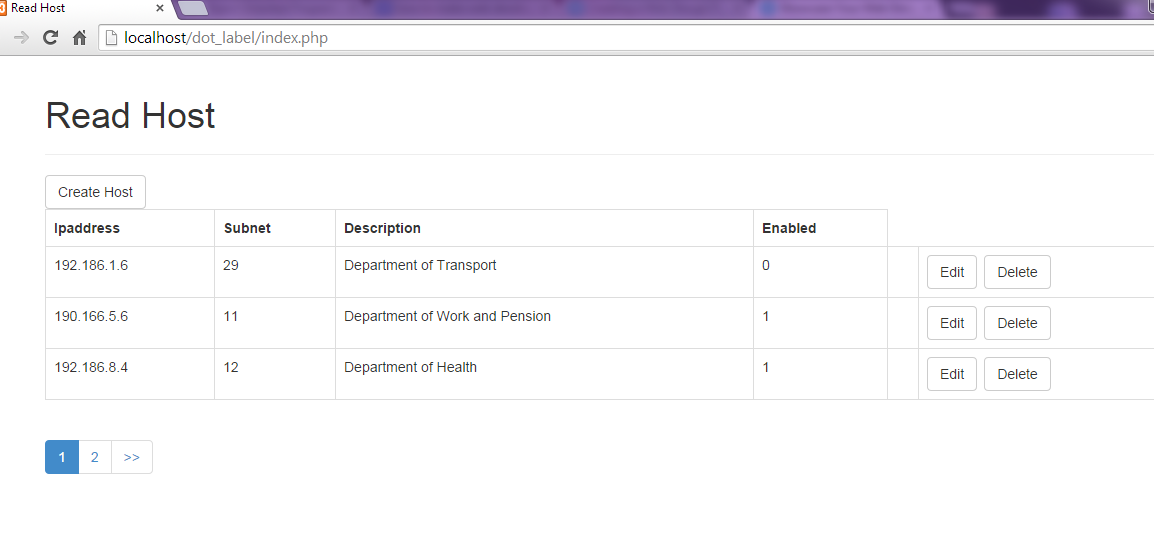 Read Host
localhost/dot_label/index.php
Read Host
Create Host
Ipaddress Subnet Description Enabled
192.186.1.6 29 Department of Transport 0 Edit Delete
190.166.5.6 11 Department of Work and Pension 1 Edit Delete
192.186.8.4 12 Department of Health 1 Edit Delete
1 2 >>